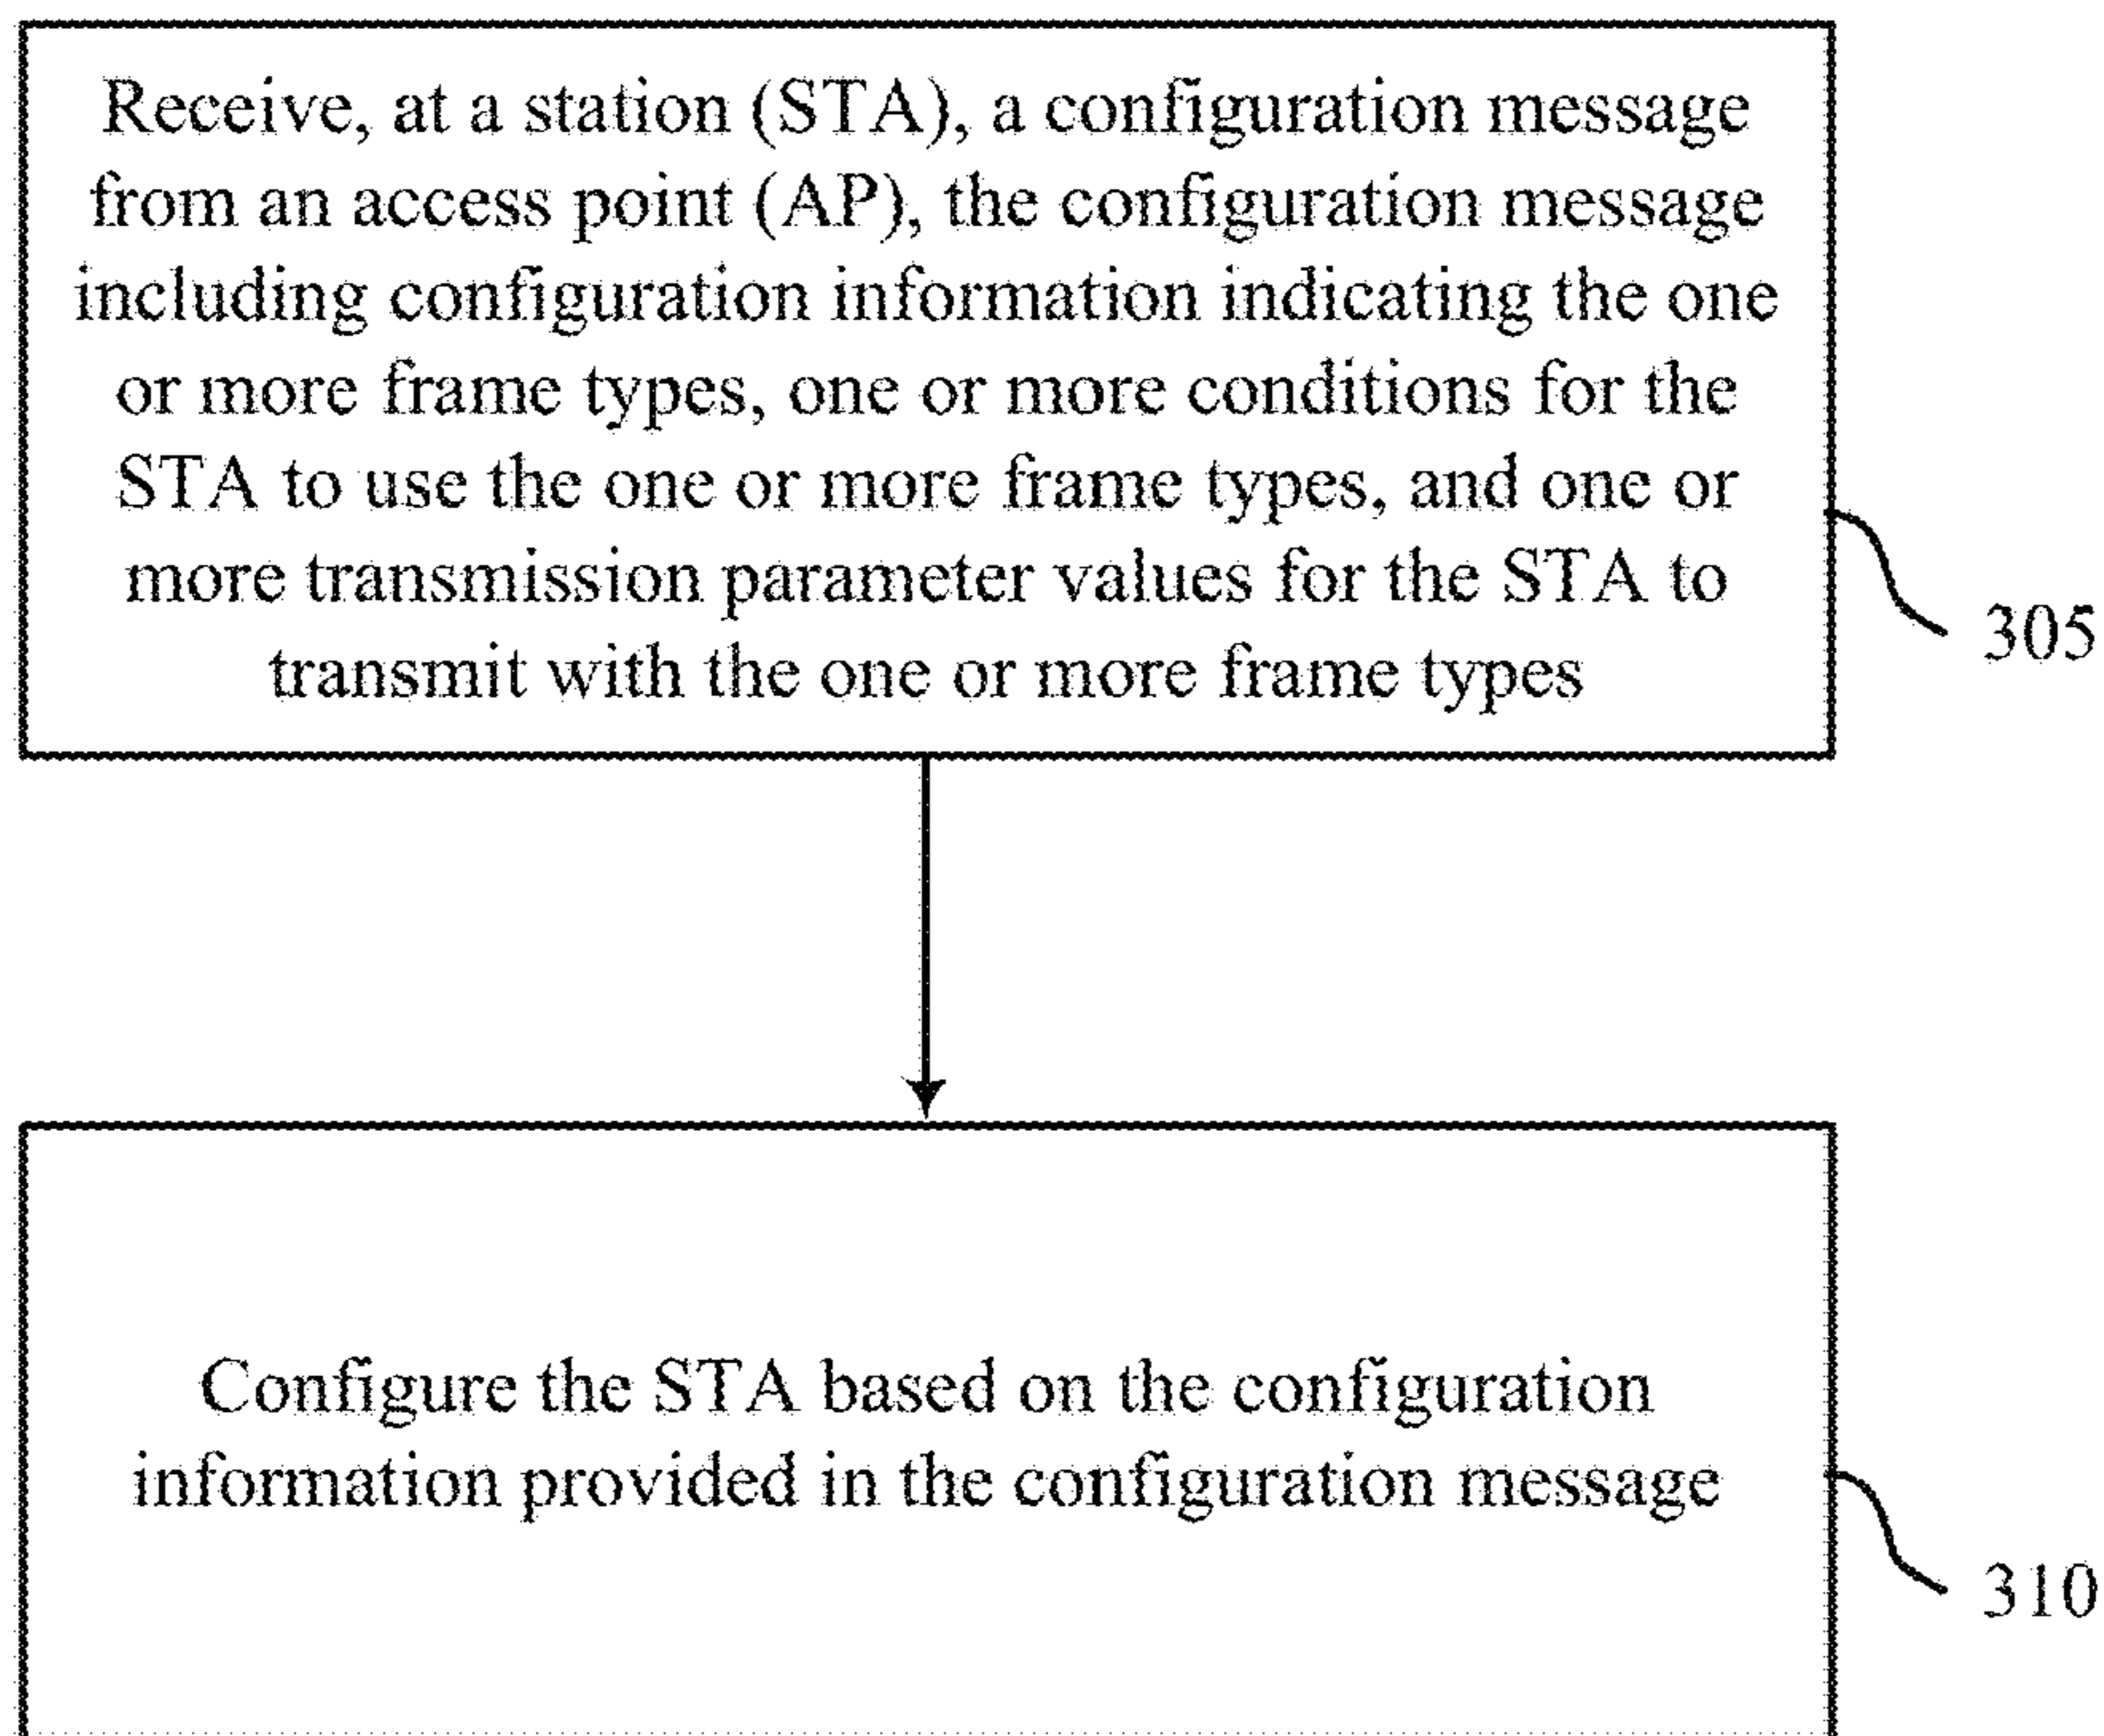 Receive, at a station (STA), a configuration message
from an access point (AP), the configuration message
including configuration information indicating the one
or more frame types, one or more conditions for the
STA to use the one or more frame types, and one or
more transmission parameter values for the STA to
transmit with the one or more frame types
305
Configure the STA based on the configuration
information provided in the configuration message
310